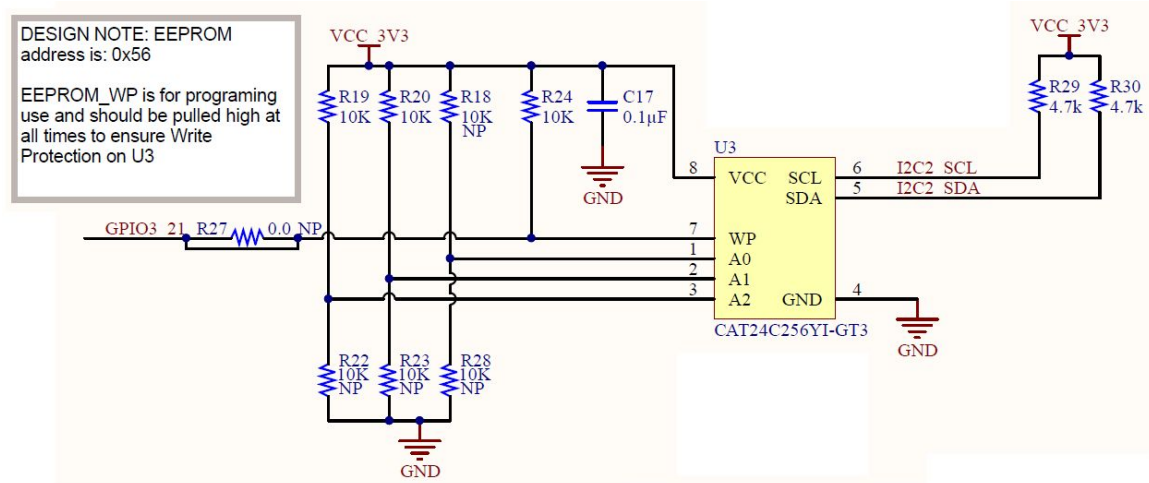 DESIGN NOTE: EEPROM
address is: 0x56
EEPROM_WP is for programing
use and should be pulled high at
all times to ensure Write
Protection on U3
VCC_3V3
VCC_3V3
R19
10K
R20
10K
R18
10K
NP
R24
10K
C17
0.1µF
GND
R29
4.7k
R30
4.7k
U3
8 VCC SCL 6 I2C2_SCL
SDA 5 I2C2_SDA
GPIO3_21 R27 0.0 NP
7 WP
1 A0
2 A1
3 A2 GND 4
CAT24C256YI-GT3
GND
R22
10K
NP
R23
10K
NP
R28
10K
NP
GND